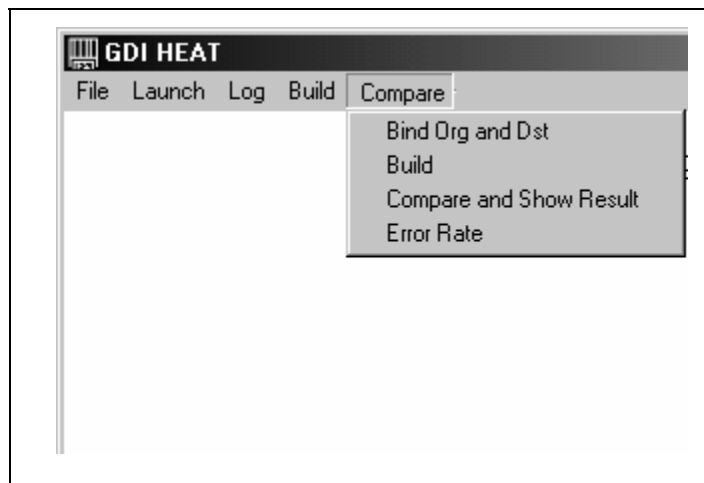 GDI HEAT
File Launch Log Build Compare
Bind Org and Dst
Build
Compare and Show Result
Error Rate